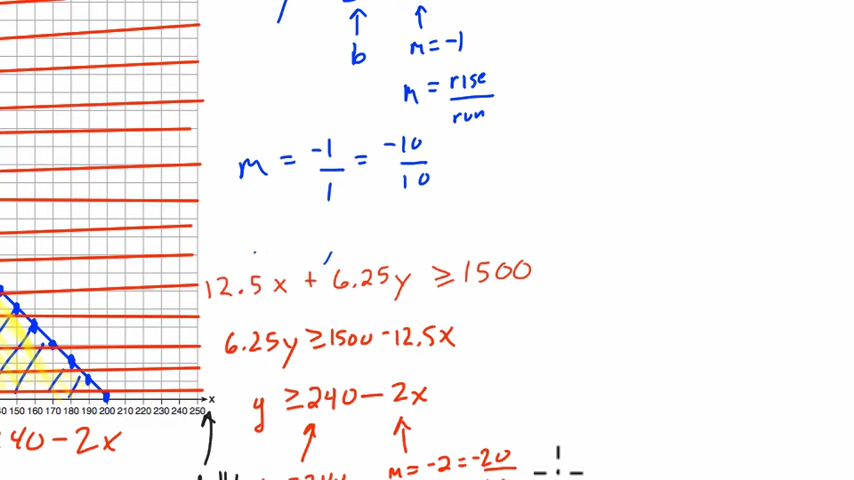 b
m = -1
m = rise
run
m = -1/1 = -10/10
12.5x + 6.25y ≥ 1500
6.25y ≥ 1500 - 12.5x
y ≥ 240 - 2x
x
150 160 170 180 190 200 210 220 230 240 250
40 - 2x
m = -2 = -20